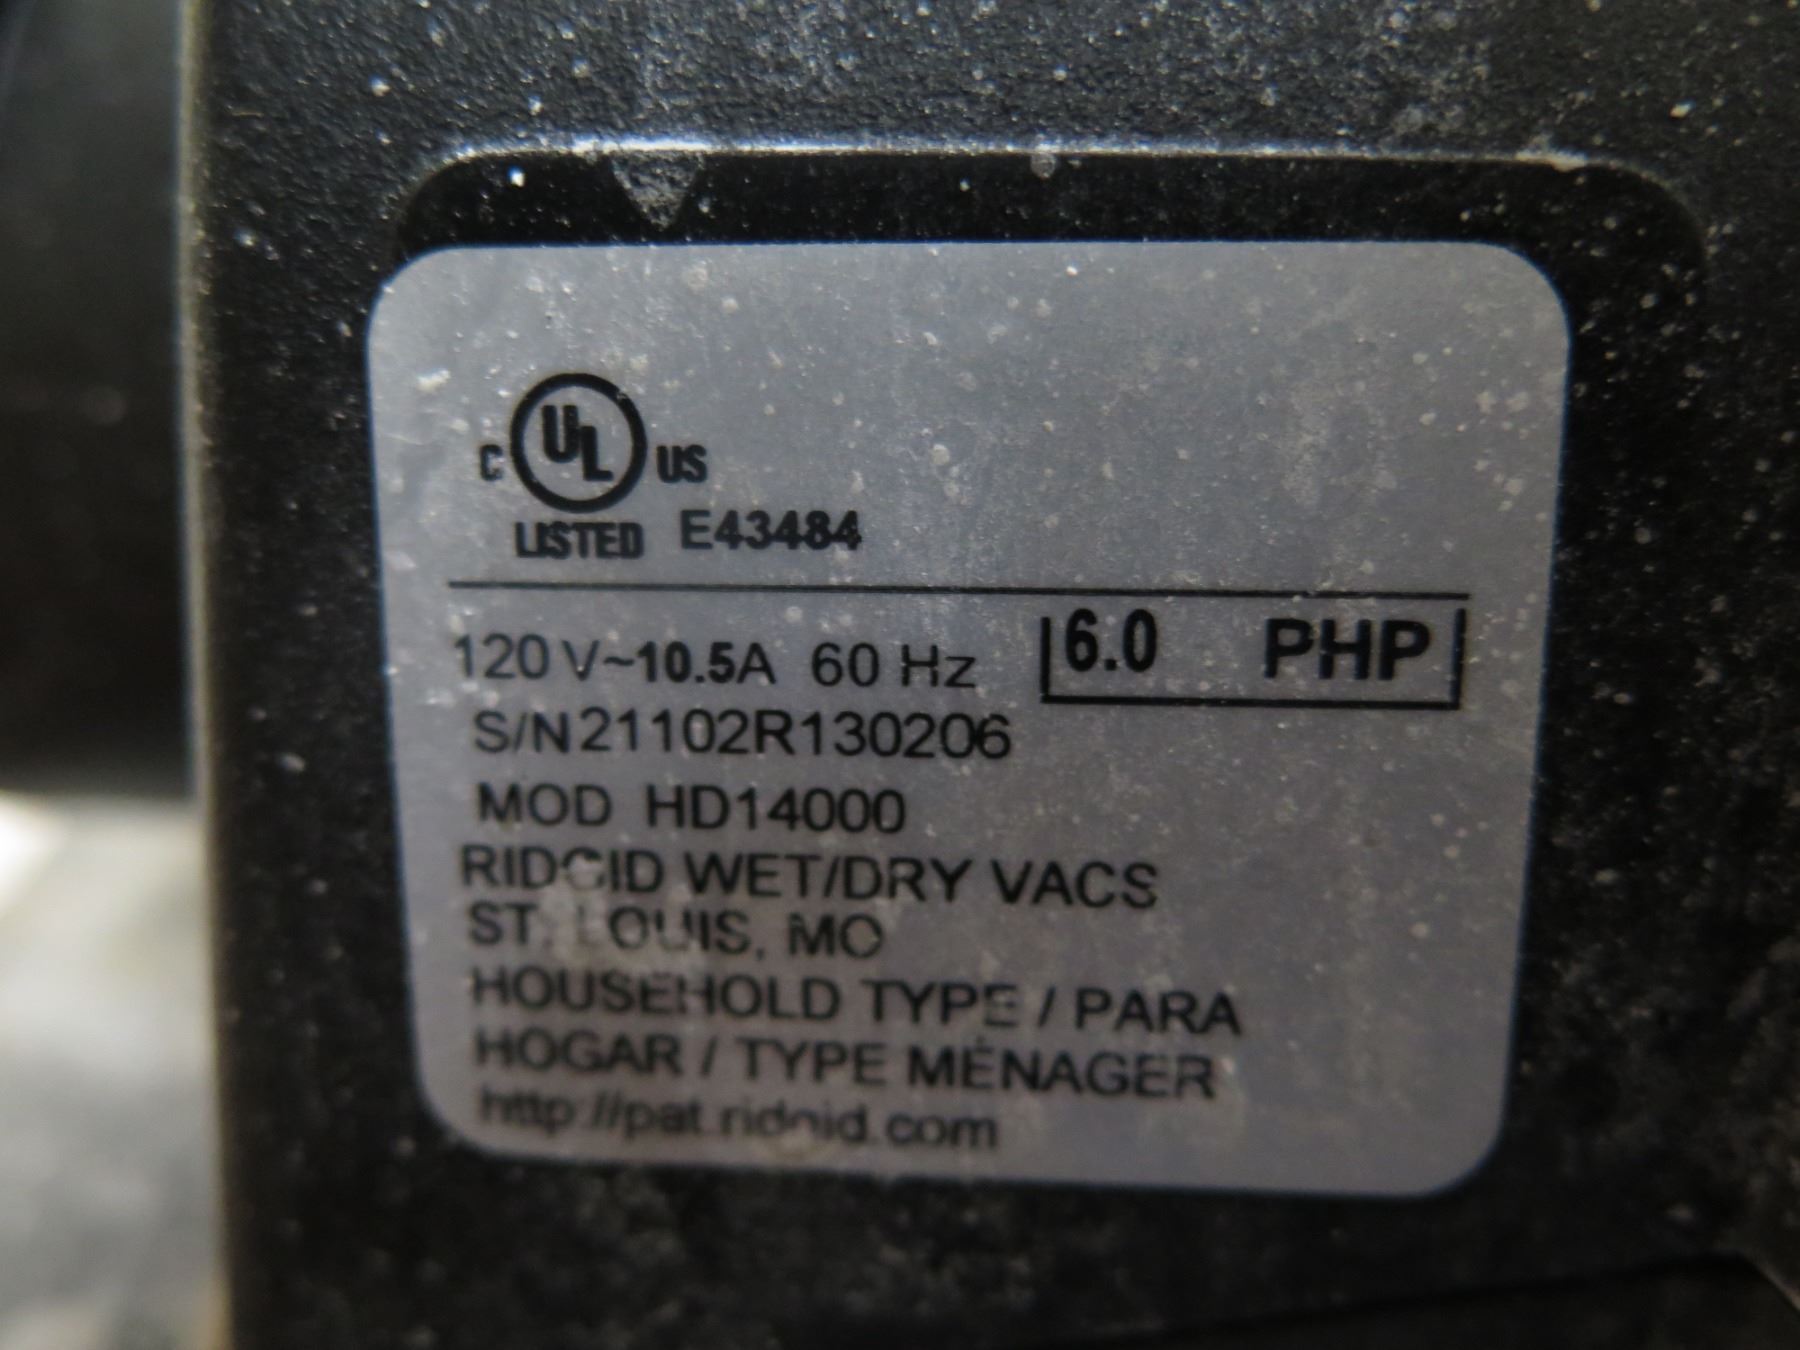 C UL US
LISTED E43484
120 V~10.5A 60 Hz 6.0 PHP
S/N 21102R130206
MOD HD14000
RIDGID WET/DRY VACS
ST. LOUIS, MO
HOUSEHOLD TYPE / PARA
HOGAR / TYPE MÉNAGER
http://pat.ridgid.com